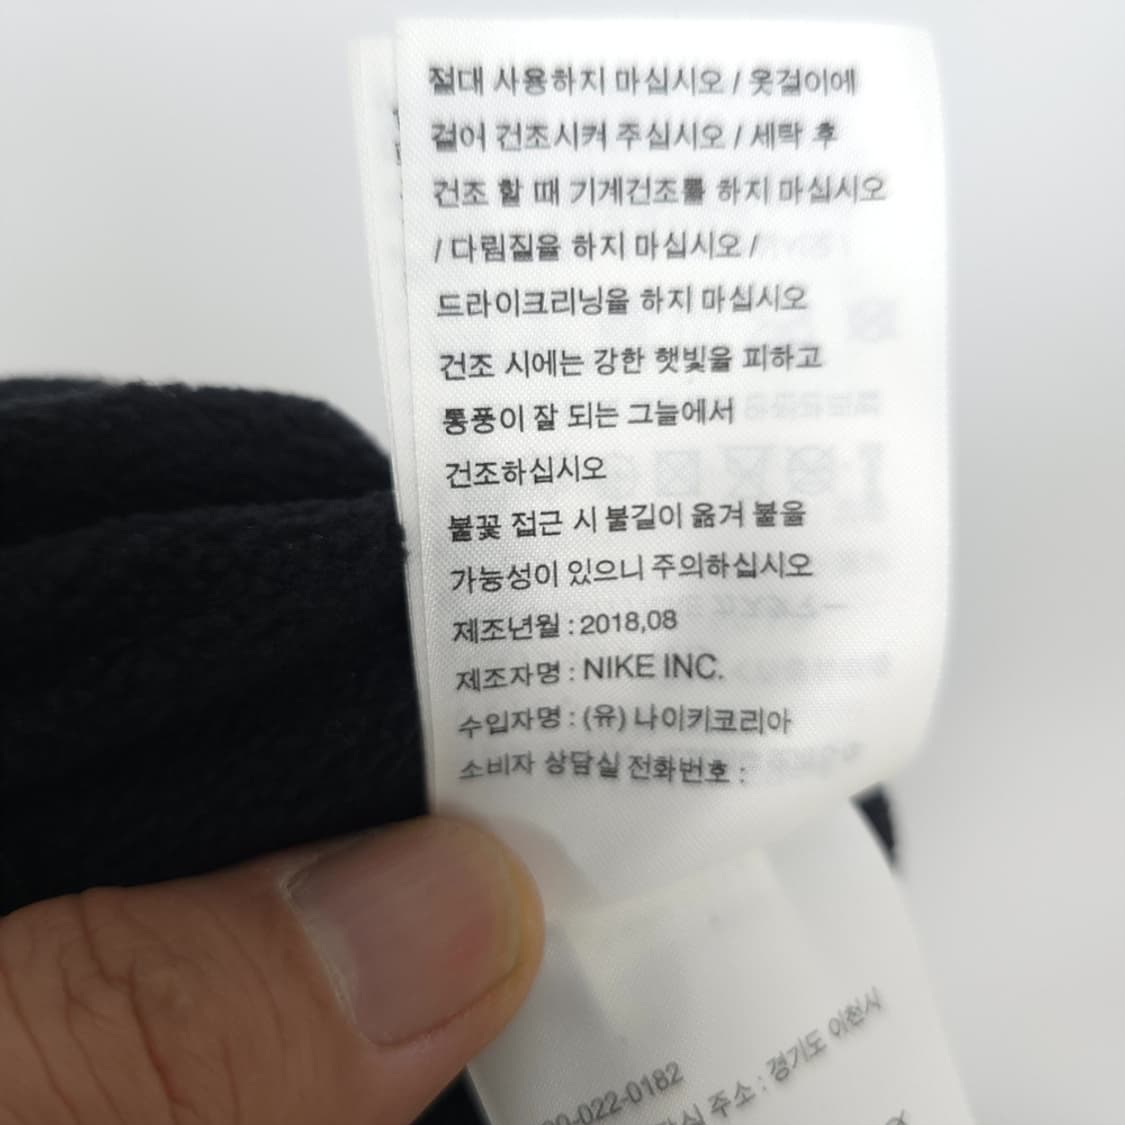 절대 사용하지 마십시오 / 옷걸이에
걸어 건조시켜 주십시오 / 세탁 후
건조 할 때 기계건조를 하지 마십시오
/ 다림질을 하지 마십시오 /
드라이크리닝을 하지 마십시오
건조 시에는 강한 햇빛을 피하고
통풍이 잘 되는 그늘에서
건조하십시오
불꽃 접근 시 불길이 옮겨 붙을
가능성이 있으니 주의하십시오
제조년월 : 2018,08
제조자명 : NIKE INC.
수입자명 : (유) 나이키코리아
소비자 상담실 전화번호 :
022-0182
주소 : 경기도 이천시